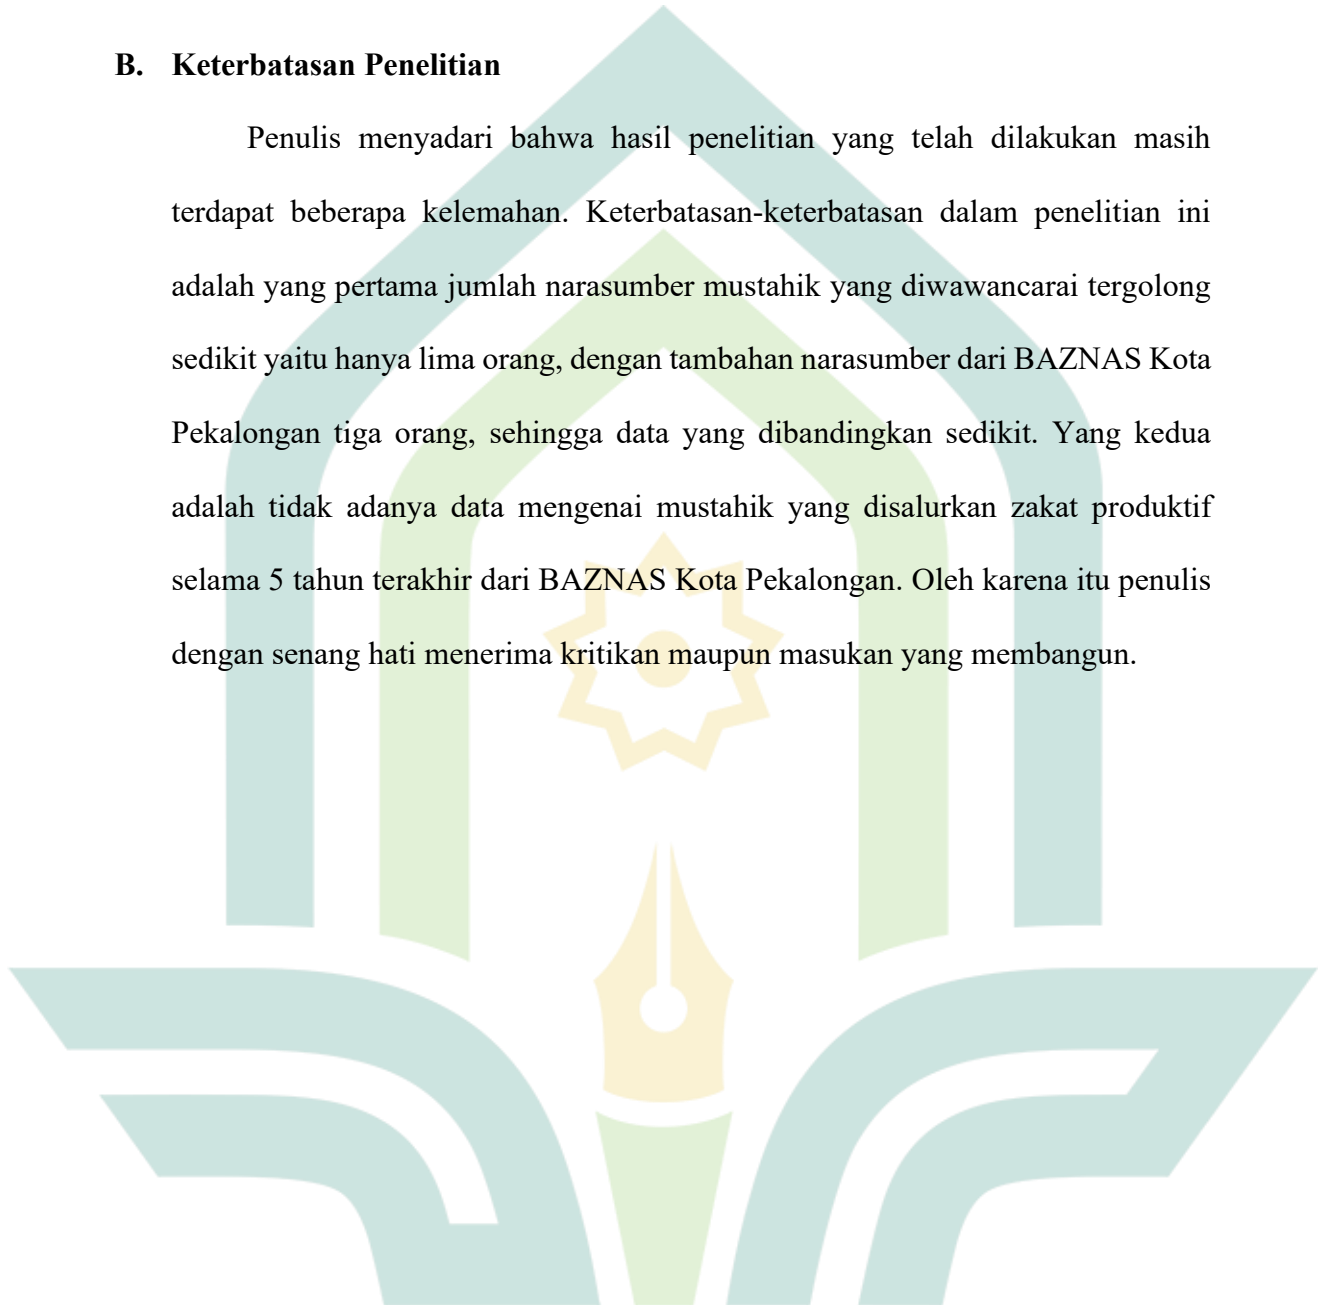 B. Keterbatasan Penelitian
Penulis menyadari bahwa hasil penelitian yang telah dilakukan masih
terdapat beberapa kelemahan. Keterbatasan-keterbatasan dalam penelitian ini
adalah yang pertama jumlah narasumber mustahik yang diwawancarai tergolong
sedikit yaitu hanya lima orang, dengan tambahan narasumber dari BAZNAS Kota
Pekalongan tiga orang, sehingga data yang dibandingkan sedikit. Yang kedua
adalah tidak adanya data mengenai mustahik yang disalurkan zakat produktif
selama 5 tahun terakhir dari BAZNAS Kota Pekalongan. Oleh karena itu penulis
dengan senang hati menerima kritikan maupun masukan yang membangun.